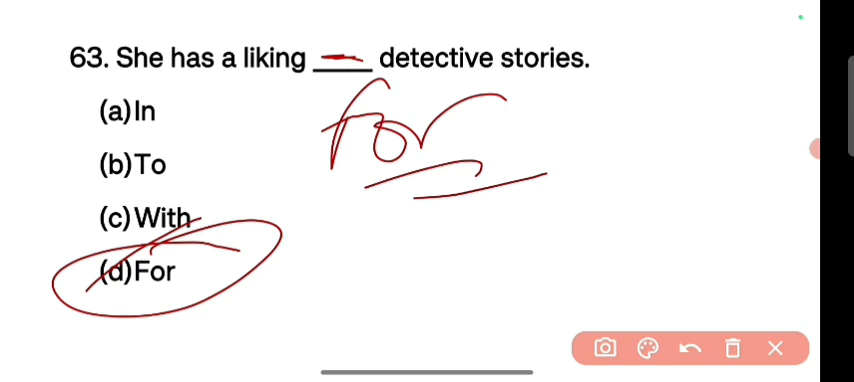 63. She has a liking ____ detective stories.
for
(a) In
(b) To
(c) With
(d) For